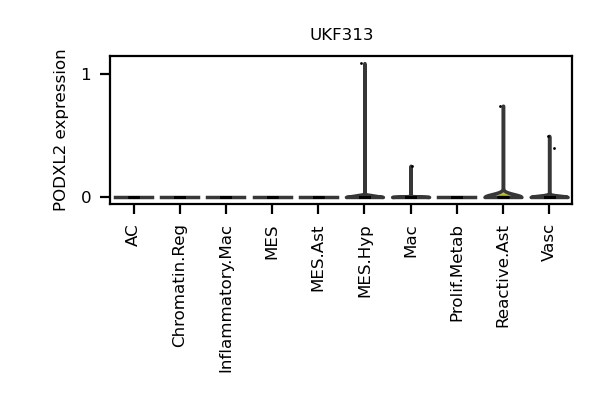 UKF313
PODXL2 expression
1
0
AC
Chromatin.Reg
Inflammatory.Mac
MES
MES.Ast
MES.Hyp
Mac
Prolif.Metab
Reactive.Ast
Vasc